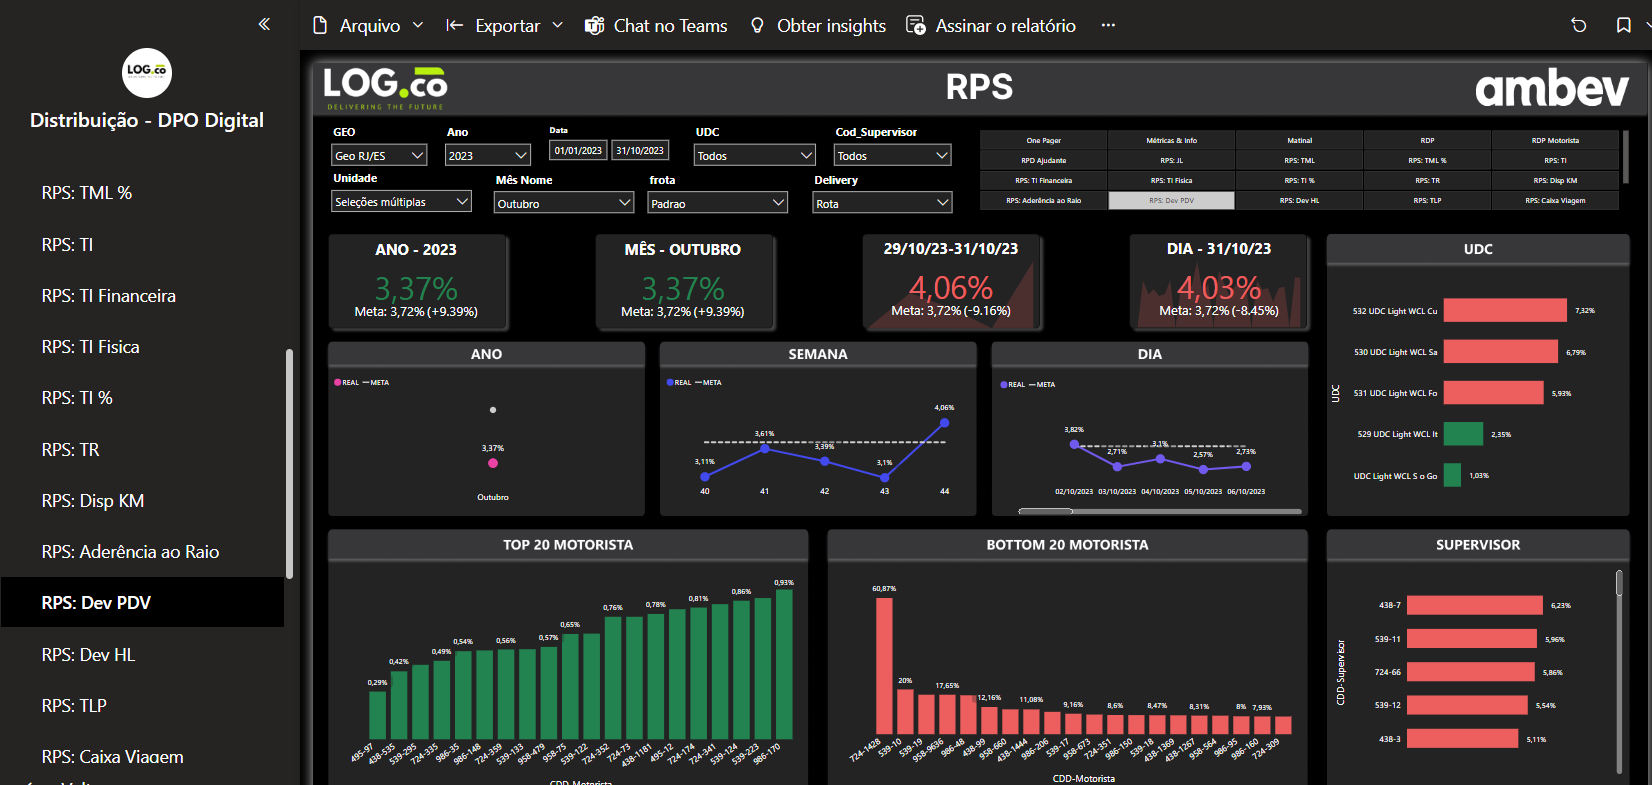 Arquivo
Exportar
Chat no Teams
Obter insights
Assinar o relatório
LOG.co
Distribuição - DPO Digital
RPS: TML %
RPS: TI
RPS: TI Financeira
RPS: TI Fisica
RPS: TI %
RPS: TR
RPS: Disp KM
RPS: Aderência ao Raio
RPS: Dev PDV
RPS: Dev HL
RPS: TLP
RPS: Caixa Viagem
LOG.co
DELIVERING THE FUTURE
RPS
ambev
GEO
Geo RJ/ES
Ano
2023
Data
01/01/2023
31/10/2023
UDC
Todos
Cod_Supervisor
Todos
Unidade
Seleções múltiplas
Mês Nome
Outubro
frota
Padrao
Delivery
Rota
One Pager
Métricas & Info
Matinal
RDP
RDP Motorista
RPD Ajudante
RPS: JL
RPS: TML
RPS: TML %
RPS: TI
RPS: TI Financeira
RPS: TI Fisica
RPS: TI %
RPS: TR
RPS: Disp KM
RPS: Aderência ao Raio
RPS: Dev PDV
RPS: Dev HL
RPS: TLP
RPS: Caixa Viagem
ANO - 2023
3,37%
Meta: 3,72% (+9.39%)
MÊS - OUTUBRO
3,37%
Meta: 3,72% (+9.39%)
29/10/23-31/10/23
4,06%
Meta: 3,72% (-9.16%)
DIA - 31/10/23
4,03%
Meta: 3,72% (-8.45%)
UDC
532 UDC Light WCL Cu
7,32%
530 UDC Light WCL Sa
6,79%
UDC
531 UDC Light WCL Fo
5,93%
529 UDC Light WCL It
2,35%
UDC Light WCL S o Go
1,03%
ANO
REAL META
3,37%
Outubro
SEMANA
REAL META
3,11%
3,61%
3,39%
3,1%
4,06%
40
41
42
43
44
DIA
REAL META
3,82%
2,71%
3,1%
2,57%
2,73%
02/10/2023
03/10/2023
04/10/2023
05/10/2023
06/10/2023
TOP 20 MOTORISTA
0,29%
0,42%
0,49%
0,54%
0,56%
0,57%
0,65%
0,76%
0,78%
0,81%
0,86%
0,93%
495-97
438-535
539-295
724-335
986-35
986-148
724-359
539-133
958-479
958-75
539-122
724-352
724-73
438-1181
495-12
724-174
724-341
539-124
539-223
986-170
CDD-Motorista
BOTTOM 20 MOTORISTA
60,87%
20%
17,65%
12,16%
11,08%
9,16%
8,6%
8,47%
8,31%
8%
7,93%
724-1428
539-10
539-19
958-9636
986-48
438-99
958-660
438-1444
986-206
539-17
958-673
724-351
986-150
539-18
438-1369
438-1267
958-564
986-95
986-160
724-309
CDD-Motorista
SUPERVISOR
CDD-Supervisor
438-7
6,23%
539-11
5,96%
724-66
5,86%
539-12
5,54%
438-3
5,11%